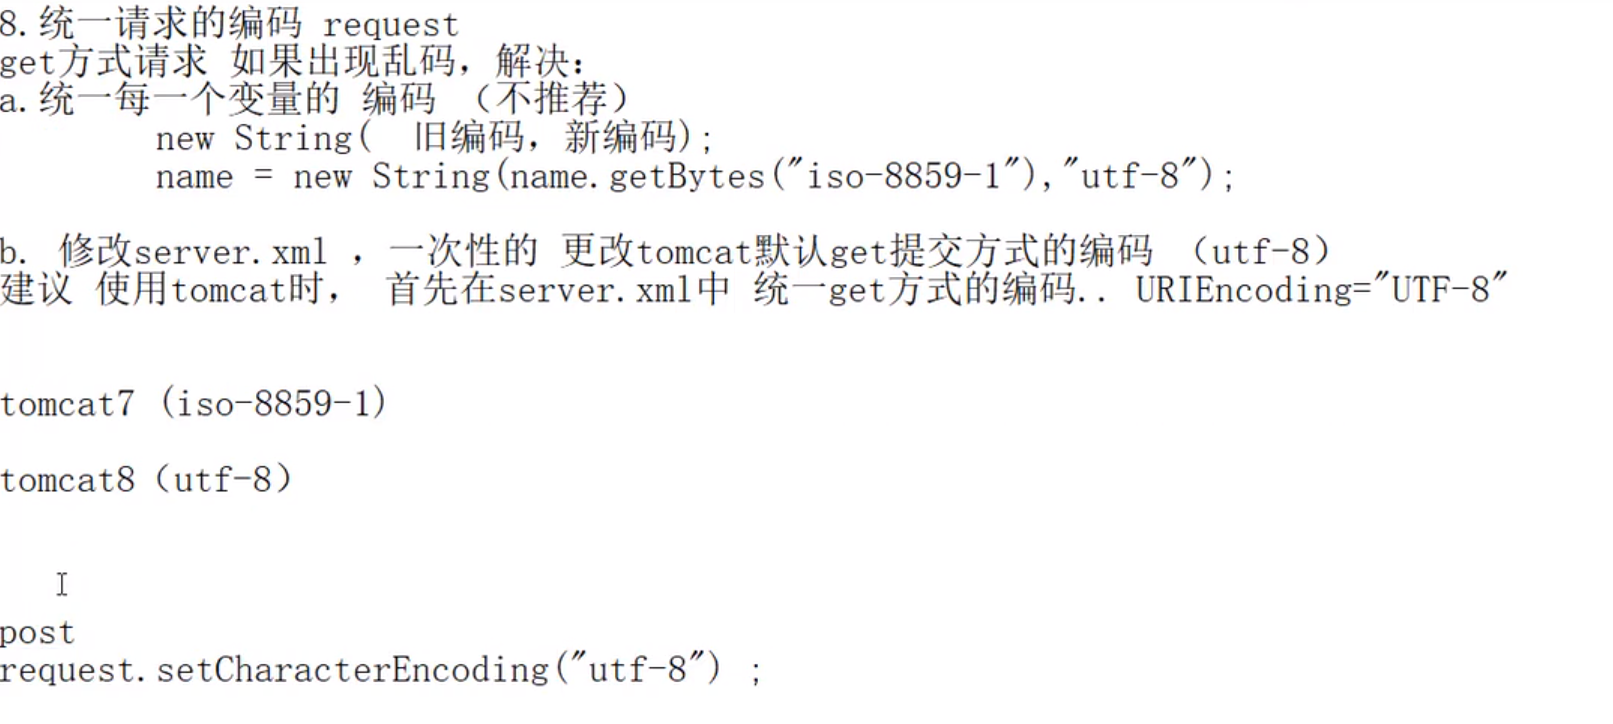 8.统一请求的编码 request
get方式请求 如果出现乱码，解决：
a.统一每一个变量的 编码 （不推荐）
new String( 旧编码，新编码);
name = new String(name.getBytes("iso-8859-1"),"utf-8");
b. 修改server.xml ，一次性的 更改tomcat默认get提交方式的编码 （utf-8）
建议 使用tomcat时， 首先在server.xml中 统一get方式的编码.. URIEncoding="UTF-8"
tomcat7 (iso-8859-1)
tomcat8（utf-8）
post
request.setCharacterEncoding("utf-8") ;